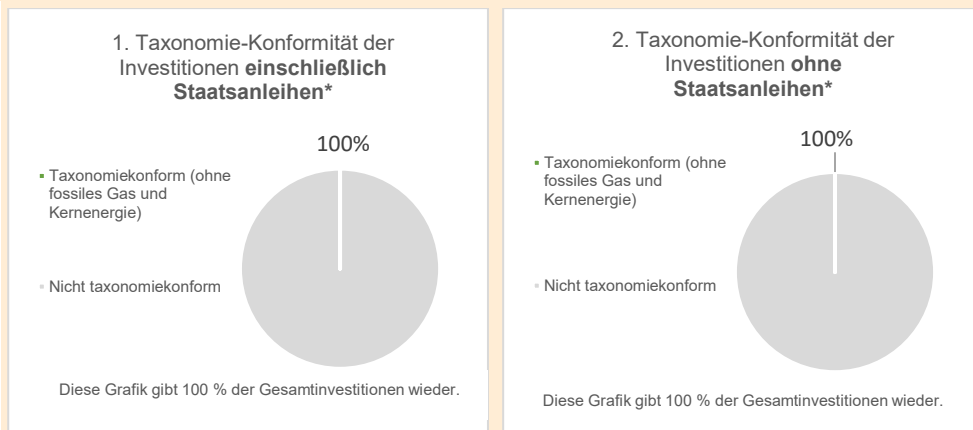 1. Taxonomie-Konformität der
Investitionen einschließlich
Staatsanleihen*
100%
Taxonomiekonform (ohne
fossiles Gas und
Kernenergie)
Nicht taxonomiekonform
Diese Grafik gibt 100 % der Gesamtinvestitionen wieder.
2. Taxonomie-Konformität der
Investitionen ohne
Staatsanleihen*
100%
Taxonomiekonform (ohne
fossiles Gas und
Kernenergie)
Nicht taxonomiekonform
Diese Grafik gibt 100 % der Gesamtinvestitionen wieder.